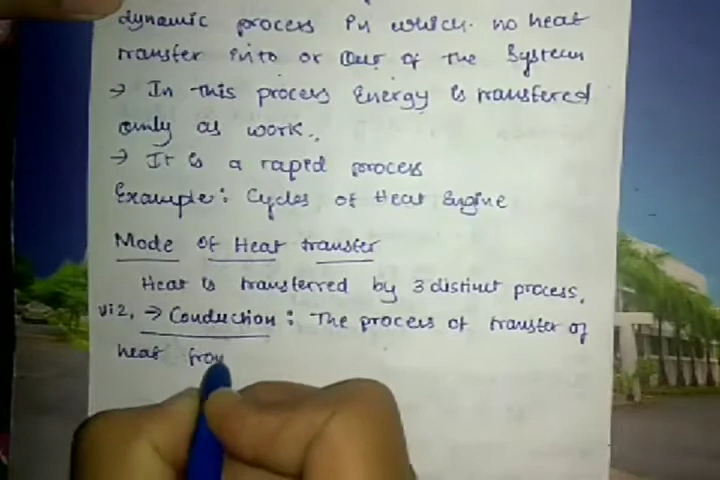 dynamic process in which no heat
transfer into or Out of the System
→ In this process Energy is transferred
only as work.
→ It is a rapid process
Example: Cycles of Heat Engine
Mode of Heat transfer
Heat is transferred by 3 distinct process.
viz, → Conduction: The process of transfer of
heat from